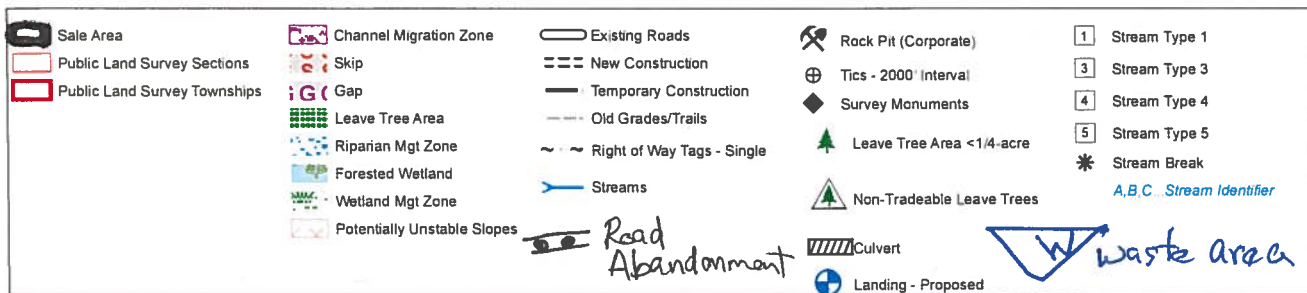 Sale Area
Public Land Survey Sections
Public Land Survey Townships
Channel Migration Zone
Skip
G
Gap
Leave Tree Area
Riparian Mgt Zone
Forested Wetland
Wetland Mgt Zone
Potentially Unstable Slopes
Existing Roads
New Construction
Temporary Construction
Old Grades/Trails
Right of Way Tags - Single
Streams
Road
Abandonment
Rock Pit (Corporate)
Tics - 2000' Interval
Survey Monuments
Leave Tree Area <1/4-acre
Non-Tradeable Leave Trees
Culvert
Landing - Proposed
1 Stream Type 1
3 Stream Type 3
4 Stream Type 4
5 Stream Type 5
Stream Break
A,B,C... Stream Identifier
W waste area